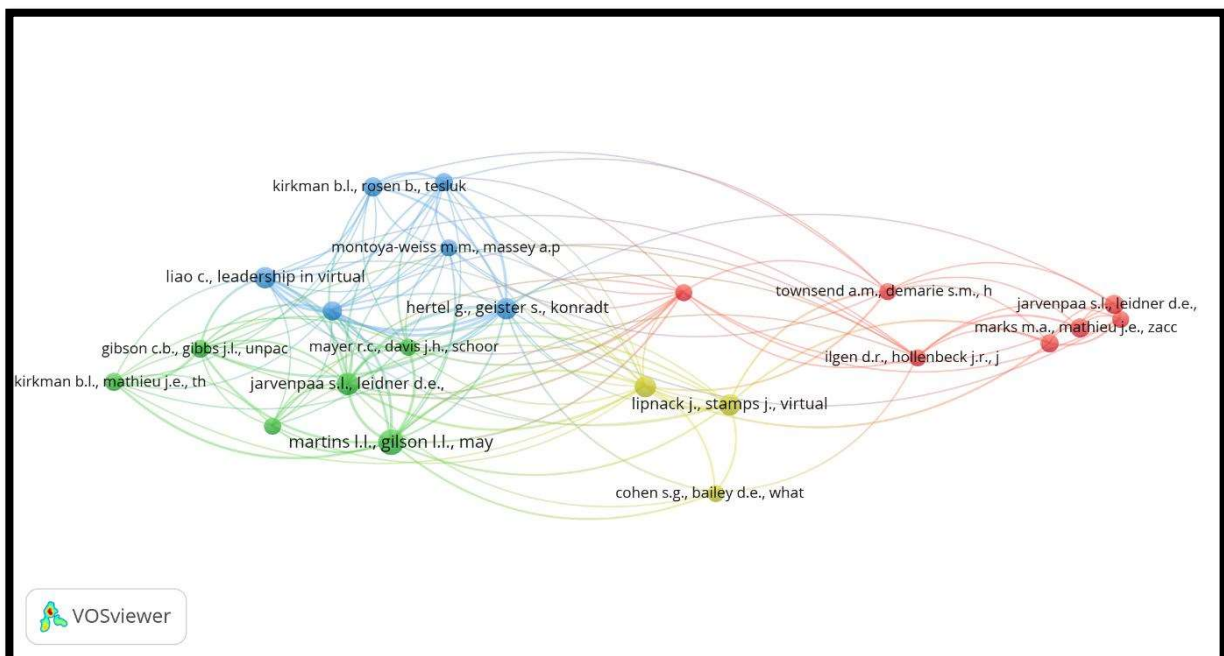 kirkman b.l., rosen b., tesluk
montoya-weiss m.m., massey a.p
liao c., leadership in virtual
townsend a.m., demarie s.m., h
jarvenpaa s.l., leidner d.e.,
hertel g., geister s., konradt
marks m.a., mathieu j.e., zacc
gibson c.b., gibbs j.l., unpac
mayer r.c., davis j.h., schoor
ilgen d.r., hollenbeck j.r., j
kirkman b.l., mathieu j.e., th
jarvenpaa s.l., leidner d.e.,
lipnack j., stamps j., virtual
martins l.l., gilson l.l., may
cohen s.g., bailey d.e., what
VOSviewer